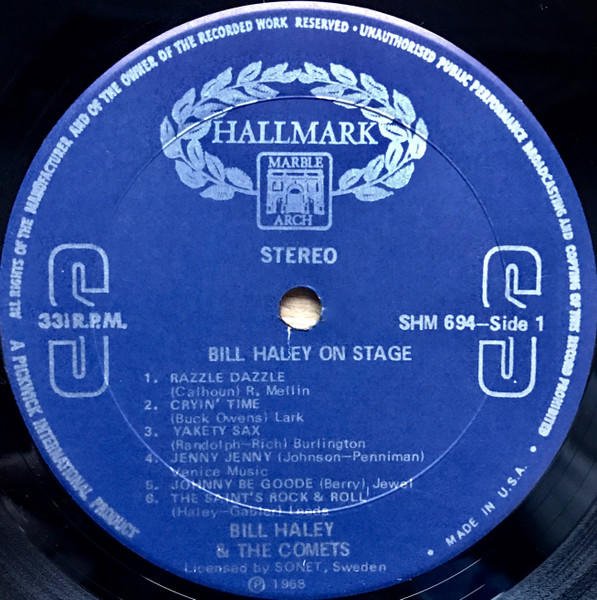 ALL RIGHTS OF THE MANUFACTURER AND OF THE OWNER OF THE RECORDED WORK RESERVED • UNAUTHORISED PUBLIC PERFORMANCE BROADCASTING AND COPYING OF THIS RECORD PROHIBITED
HALLMARK
MARBLE
ARCH
STEREO
33⅓ R.P.M.
SHM 694—Side 1
BILL HALEY ON STAGE
1. RAZZLE DAZZLE
(Calhoun) R. Mellin
2. CRYIN' TIME
(Buck Owens) Lark
3. YAKETY SAX
(Randolph-Rich) Burlington
4. JENNY JENNY (Johnson-Penniman)
Venice Music
5. JOHNNY BE GOODE (Berry) Jewel
6. THE SAINT'S ROCK & ROLL
(Haley-Gabler) Leeds
BILL HALEY
& THE COMETS
Licensed by SONET, Sweden
℗ 1968
A PICKWICK INTERNATIONAL PRODUCT
• MADE IN U.S.A. •